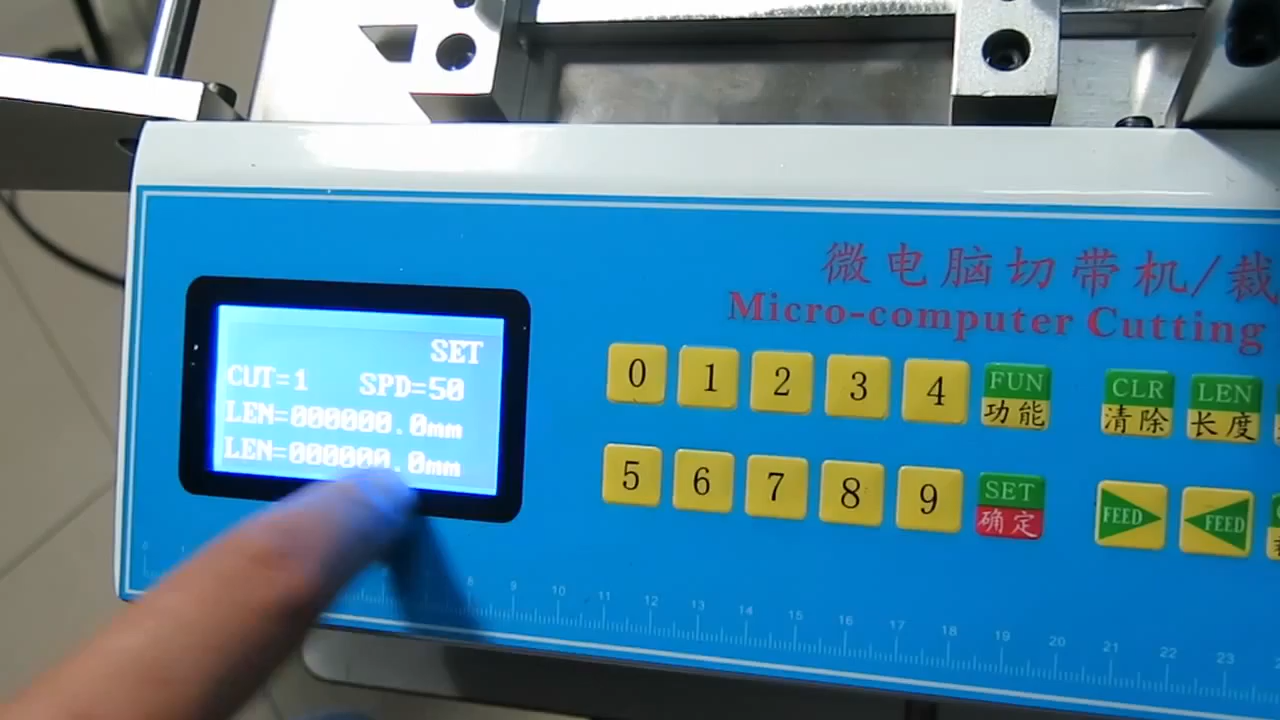 微电脑切带机/裁
Micro-computer Cutting
SET
CUT=1 SPD=50
LEN=000000.0mm
LEN=000000.0mm
0 1 2 3 4 FUN 功能 CLR 清除 LEN 长度
5 6 7 8 9 SET 确定 FEED FEED
8 9 10 11 12 13 14 15 16 17 18 19 20 21 22 23